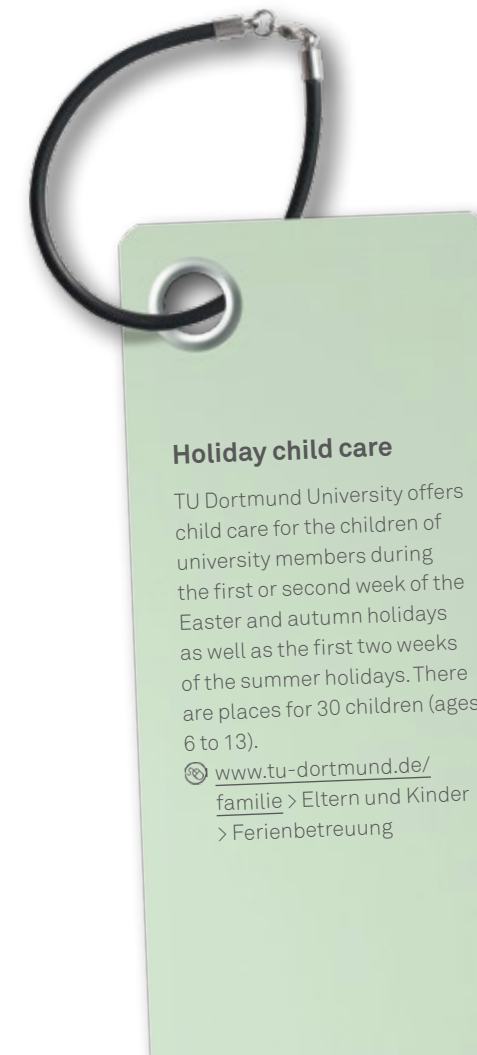 Holiday child care
TU Dortmund University offers
child care for the children of
university members during
the first or second week of the
Easter and autumn holidays
as well as the first two weeks
of the summer holidays. There
are places for 30 children (ages
6 to 13).
www.tu-dortmund.de/
familie > Eltern und Kinder
> Ferienbetreuung